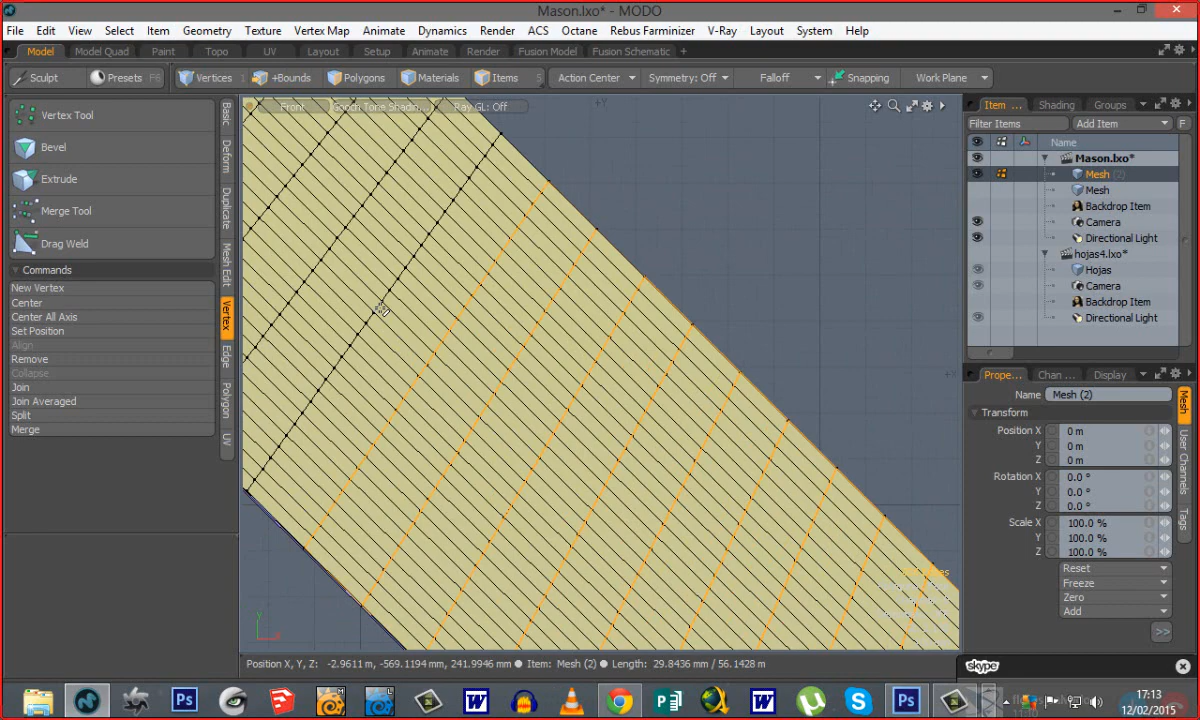 Mason.lxo* - MODO
File Edit View Select Item Geometry Texture Vertex Map Animate Dynamics Render ACS Octane Rebus Farminizer V-Ray Layout System Help
Model Model Quad Paint Topo UV Layout Setup Animate Render Fusion Model Fusion Schematic +
Sculpt Presets F6 Vertices 1 +Bounds Polygons Materials Items 5 Action Center Symmetry: Off Falloff Snapping Work Plane
Vertex Tool
Bevel
Extrude
Merge Tool
Drag Weld
Commands
New Vertex
Center
Center All Axis
Set Position
Align
Remove
Collapse
Join
Join Averaged
Split
Merge
Basic
Deform
Duplicate
Mesh Edit
Vertex
Edge
Polygon
UV
Front Gooch Tone Shadin... Ray GL: Off
+Y
+X
Y
Position X, Y, Z: -2.9611 m, -569.1194 mm, 241.9946 mm Item: Mesh (2) Length: 29.8436 mm / 56.1428 m
Item ... Shading Groups
Filter Items Add Item F
Name
Mason.lxo*
Mesh (2)
Mesh
Backdrop Item
Camera
Directional Light
hojas4.lxo*
Hojas
Camera
Backdrop Item
Directional Light
Prope... Chan ... Display
Name Mesh (2)
Transform
Position X 0 m
Y 0 m
Z 0 m
Rotation X 0.0 °
Y 0.0 °
Z 0.0 °
Scale X 100.0 %
Y 100.0 %
Z 100.0 %
Reset
Freeze
Zero
Add
>>
Mesh
User Channels
Tags
skype
17:13
12/02/2015